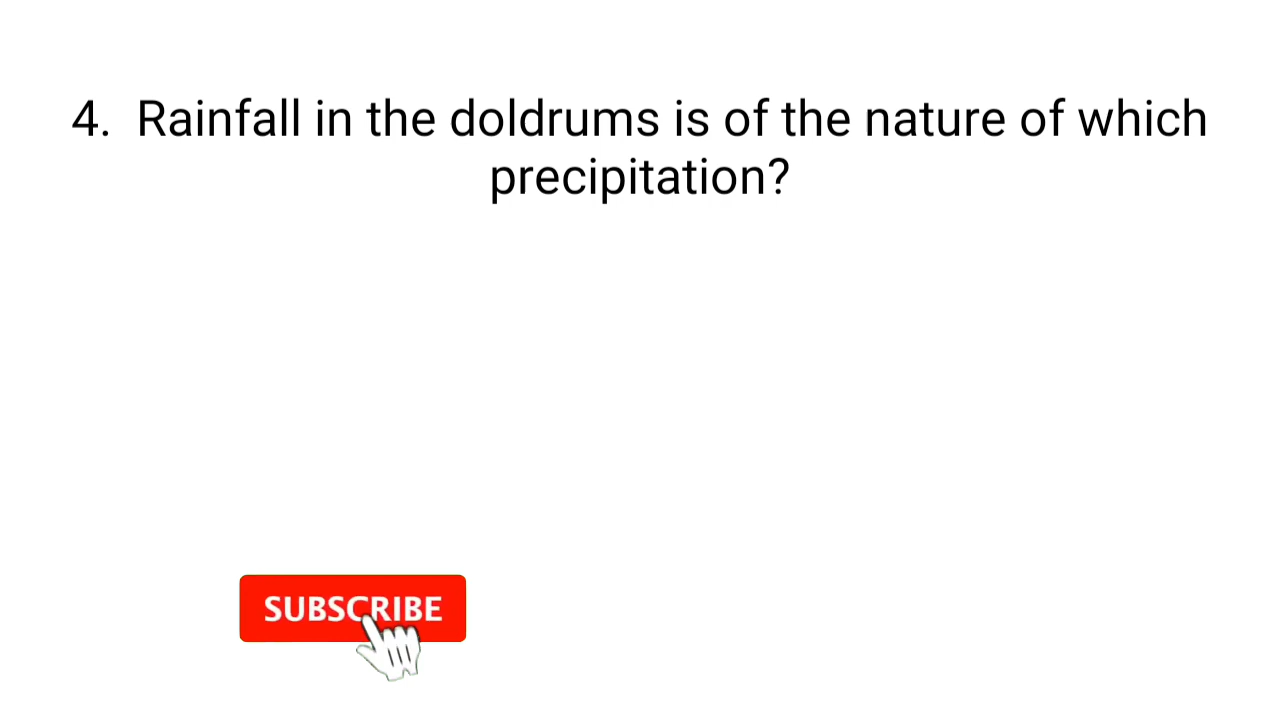 4. Rainfall in the doldrums is of the nature of which
precipitation?
SUBSCRIBE